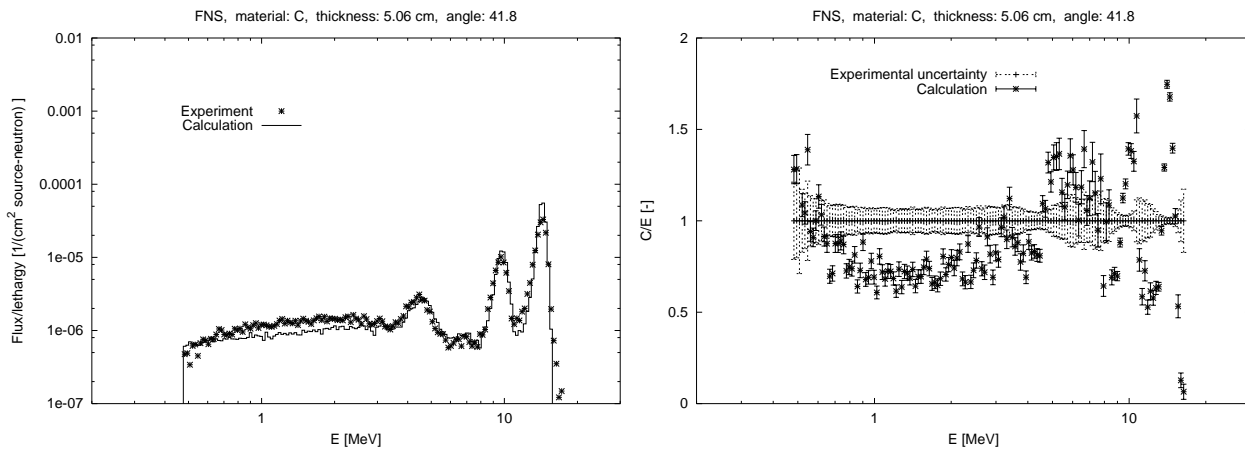 FNS,  material: C,  thickness: 5.06 cm,  angle: 41.8
0.01
0.001
0.0001
1e-05
1e-06
1e-07
Flux/lethargy [1/(cm^2 source-neutron) ]
Experiment
Calculation
1
10
E [MeV]
FNS,  material: C,  thickness: 5.06 cm,  angle: 41.8
2
1.5
1
0.5
0
C/E [-]
Experimental uncertainty
Calculation
1
10
E [MeV]